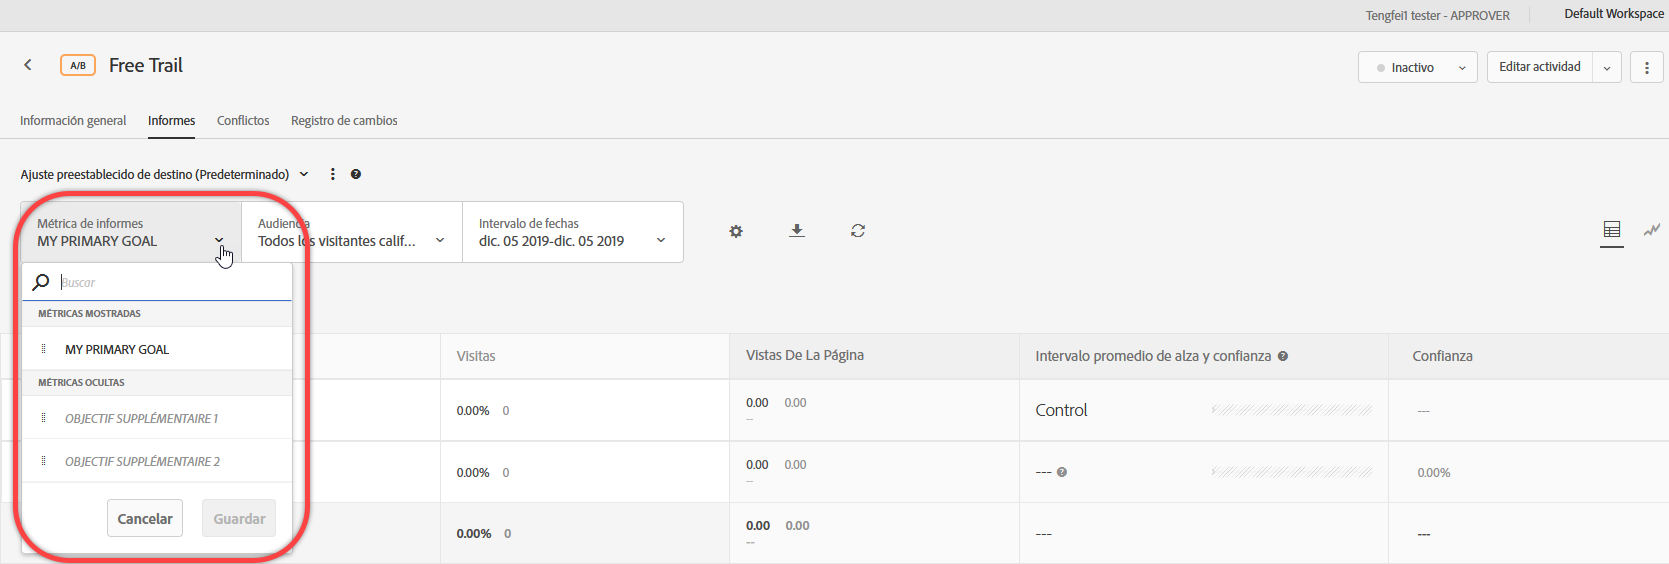 Tengfei1 tester - APPROVER
Default Workspace
A/B
Free Trail
Inactivo
Editar actividad
Información general
Informes
Conflictos
Registro de cambios
Ajuste preestablecido de destino (Predeterminado)
Métrica de informes
MY PRIMARY GOAL
Audiencia
Todos los visitantes calif...
Intervalo de fechas
dic. 05 2019-dic. 05 2019
Buscar
MÉTRICAS MOSTRADAS
MY PRIMARY GOAL
MÉTRICAS OCULTAS
OBJECTIF SUPPLÉMENTAIRE 1
OBJECTIF SUPPLÉMENTAIRE 2
Cancelar
Guardar
Visitas
Vistas De La Página
Intervalo promedio de alza y confianza
Confianza
0.00% 0
0.00 0.00
--
Control
---
0.00% 0
0.00 0.00
--
---
0.00%
0.00% 0
0.00 0.00
--
---
---